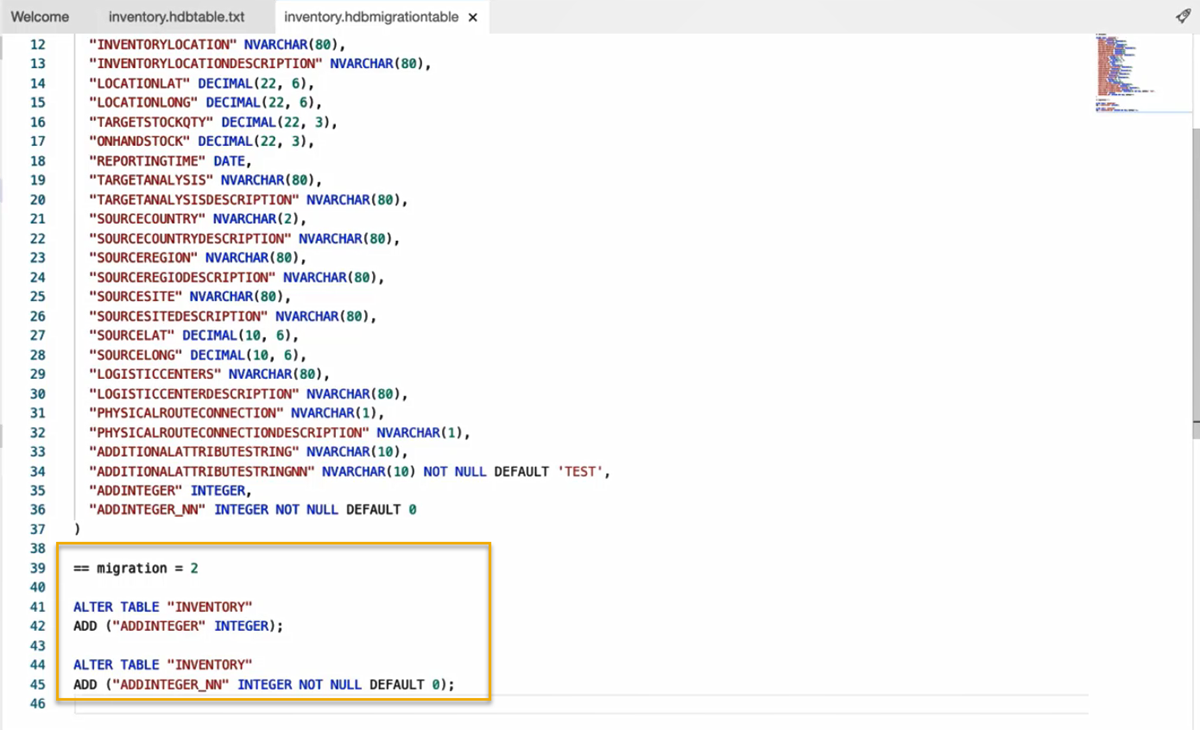 Welcome inventory.hdbtable.txt inventory.hdbmigrationtable ×
12 "INVENTORYLOCATION" NVARCHAR(80),
13 "INVENTORYLOCATIONDESCRIPTION" NVARCHAR(80),
14 "LOCATIONLAT" DECIMAL(22, 6),
15 "LOCATIONLONG" DECIMAL(22, 6),
16 "TARGETSTOCKQTY" DECIMAL(22, 3),
17 "ONHANDSTOCK" DECIMAL(22, 3),
18 "REPORTINGTIME" DATE,
19 "TARGETANALYSIS" NVARCHAR(80),
20 "TARGETANALYSISDESCRIPTION" NVARCHAR(80),
21 "SOURCECOUNTRY" NVARCHAR(2),
22 "SOURCECOUNTRYDESCRIPTION" NVARCHAR(80),
23 "SOURCEREGION" NVARCHAR(80),
24 "SOURCEREGIODESCRIPTION" NVARCHAR(80),
25 "SOURCESITE" NVARCHAR(80),
26 "SOURCESITEDESCRIPTION" NVARCHAR(80),
27 "SOURCELAT" DECIMAL(10, 6),
28 "SOURCELONG" DECIMAL(10, 6),
29 "LOGISTICCENTERS" NVARCHAR(80),
30 "LOGISTICCENTERDESCRIPTION" NVARCHAR(80),
31 "PHYSICALROUTECONNECTION" NVARCHAR(1),
32 "PHYSICALROUTECONNECTIONDESCRIPTION" NVARCHAR(1),
33 "ADDITIONALATTRIBUTESTRING" NVARCHAR(10),
34 "ADDITIONALATTRIBUTESTRINGNN" NVARCHAR(10) NOT NULL DEFAULT 'TEST',
35 "ADDINTEGER" INTEGER,
36 "ADDINTEGER_NN" INTEGER NOT NULL DEFAULT 0
37 )
38
39 == migration = 2
40
41 ALTER TABLE "INVENTORY"
42 ADD ("ADDINTEGER" INTEGER);
43
44 ALTER TABLE "INVENTORY"
45 ADD ("ADDINTEGER_NN" INTEGER NOT NULL DEFAULT 0);
46